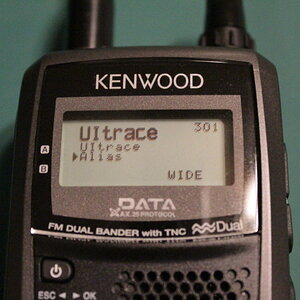 KENWOOD
UItrace 301
UItrace
▸Alias
WIDE
A
B
DATA
AX.25 PROTOCOL
FM DUAL BANDER with TNC Dual
ESC ◄ ► OK